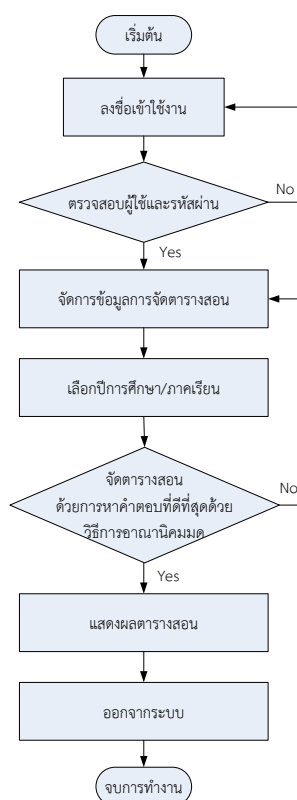 เริ่มต้น
ลงชื่อเข้าใช้งาน
ตรวจสอบผู้ใช้และรหัสผ่าน
No
Yes
จัดการข้อมูลการจัดตารางสอน
เลือกปีการศึกษา/ภาคเรียน
จัดตารางสอน
ด้วยการหาคำตอบที่ดีที่สุดด้วย
วิธีการอาณานิคมมด
No
Yes
แสดงผลตารางสอน
ออกจากระบบ
จบการทำงาน